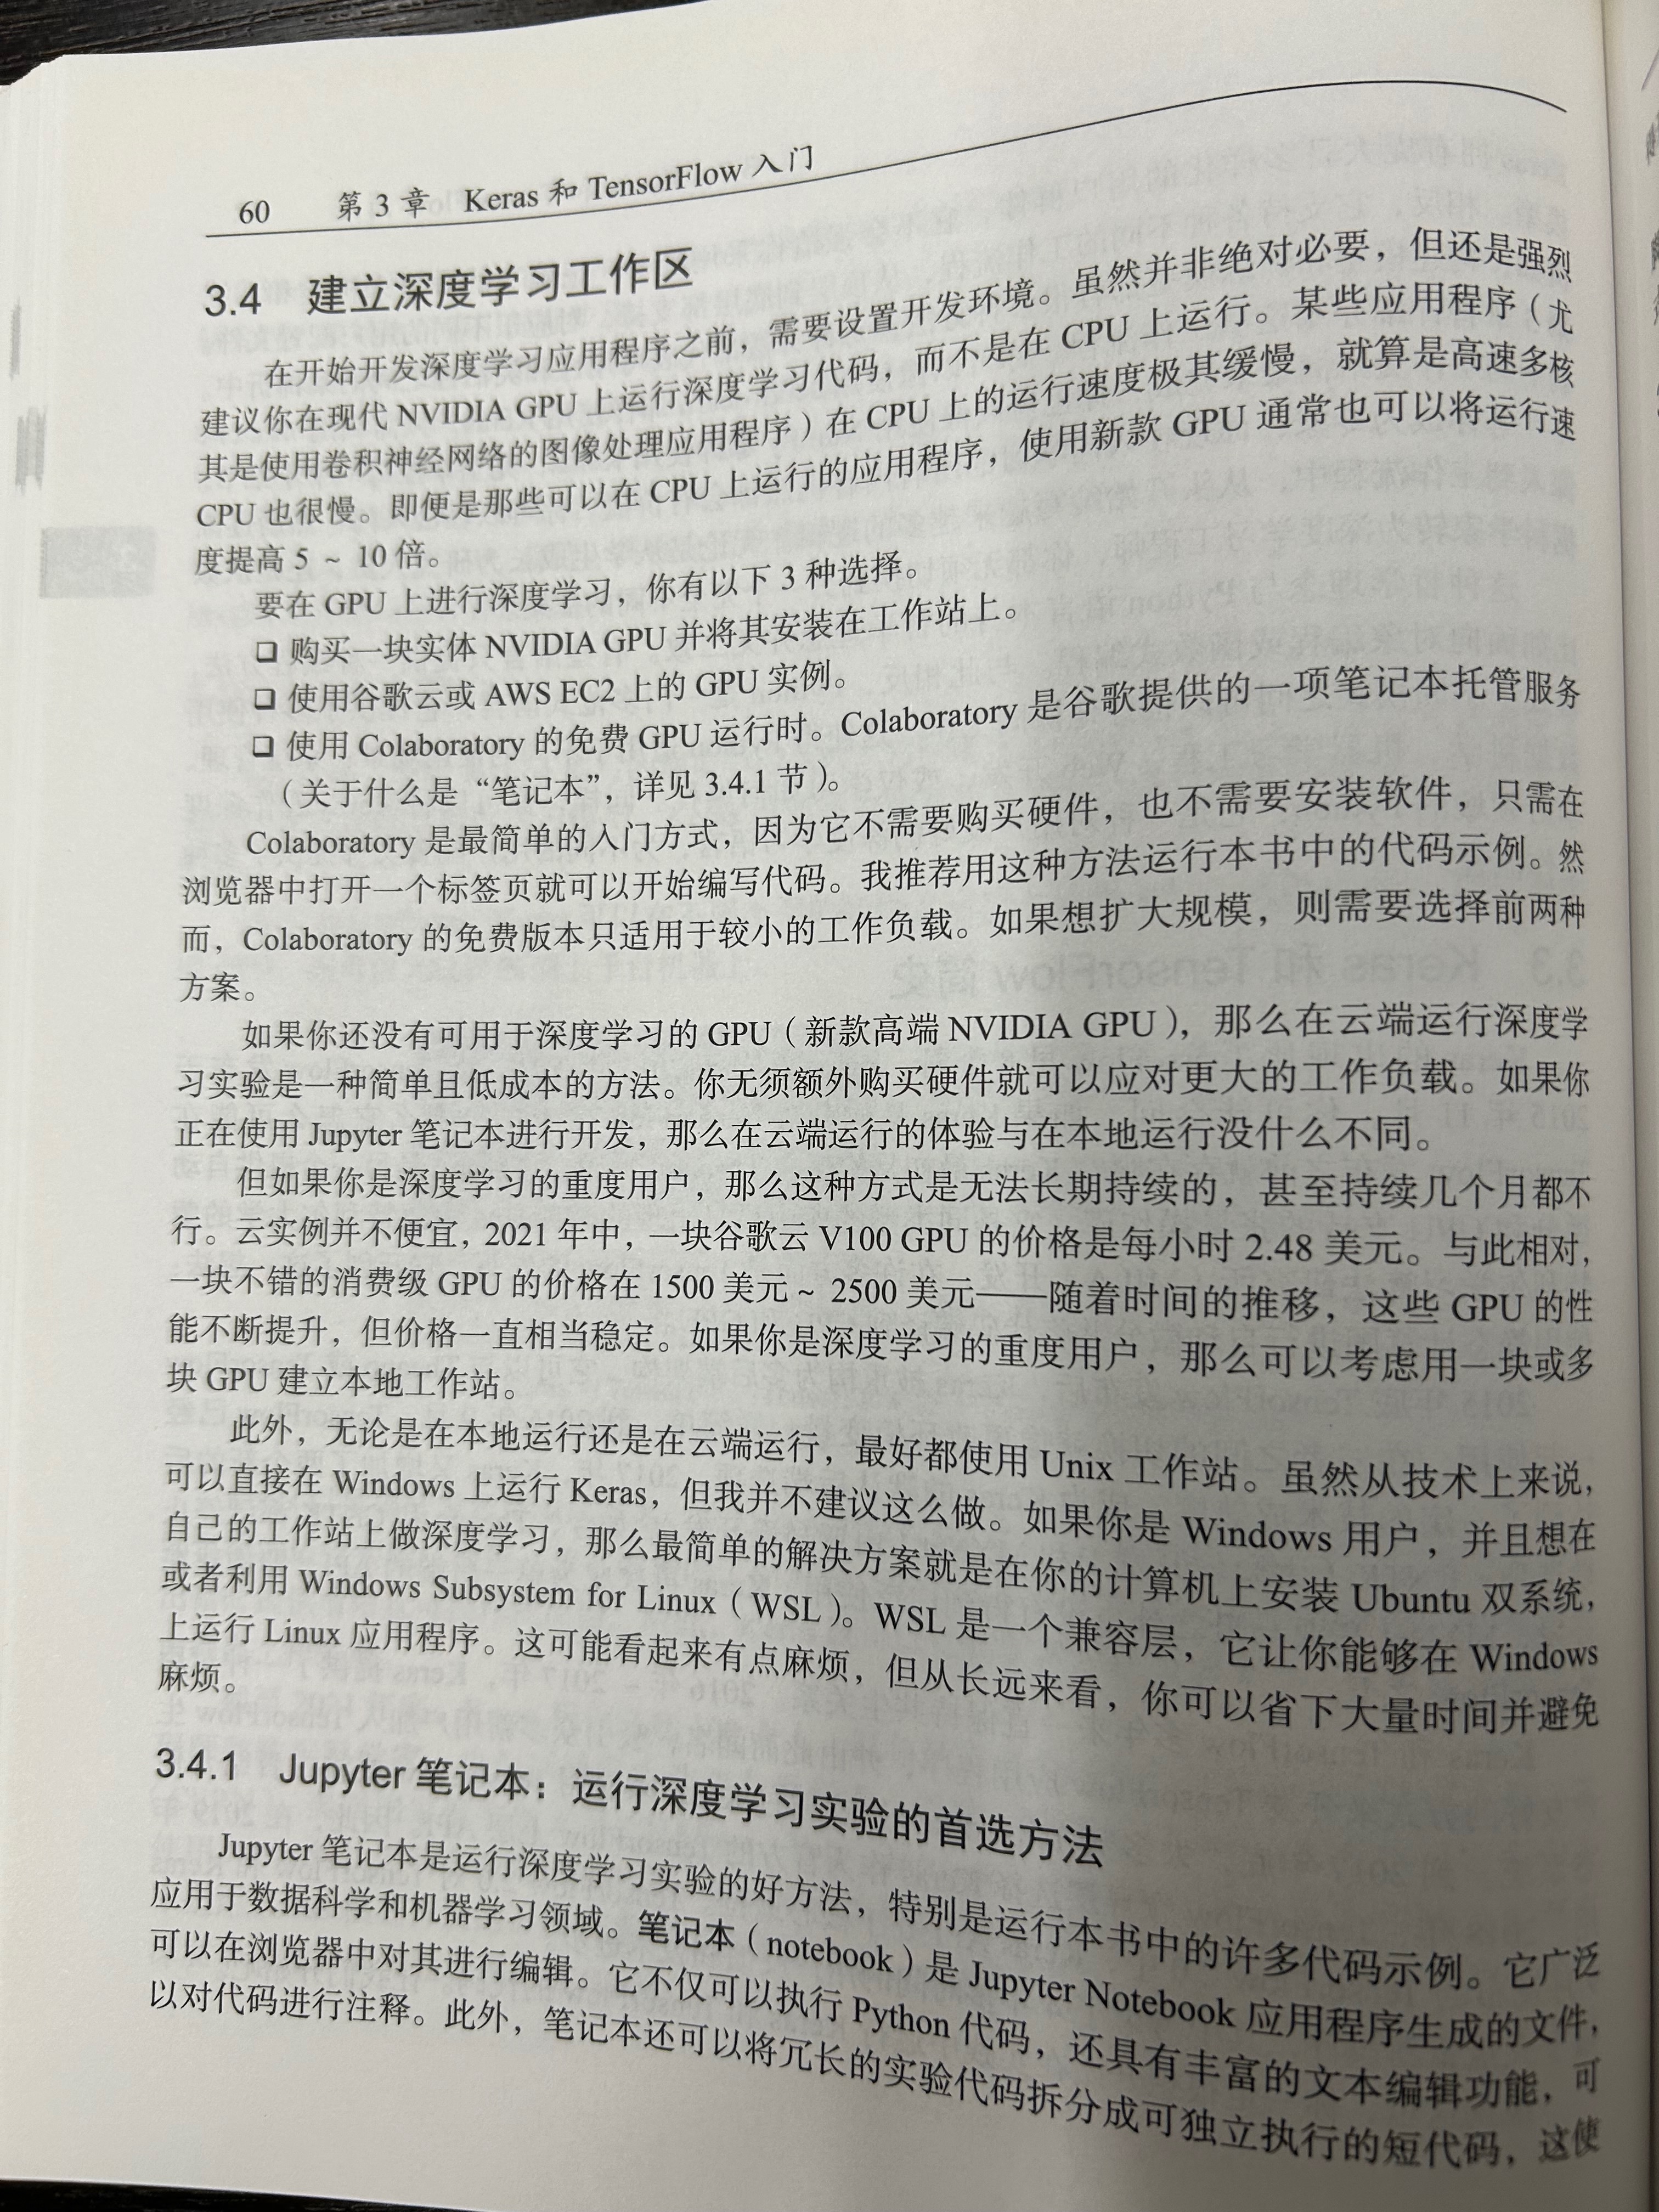 60 第 3 章 Keras 和 TensorFlow 入门
3.4 建立深度学习工作区
在开始开发深度学习应用程序之前，需要设置开发环境。虽然并非绝对必要，但还是强烈
建议你在现代 NVIDIA GPU 上运行深度学习代码，而不是在 CPU 上运行。某些应用程序（尤
其是使用卷积神经网络的图像处理应用程序）在 CPU 上的运行速度极其缓慢，就算是高速多核
CPU 也很慢。即便是那些可以在 CPU 上运行的应用程序，使用新款 GPU 通常也可以将运行速
度提高 5 ~ 10 倍。
要在 GPU 上进行深度学习，你有以下 3 种选择。
❑ 购买一块实体 NVIDIA GPU 并将其安装在工作站上。
❑ 使用谷歌云或 AWS EC2 上的 GPU 实例。
❑ 使用 Colaboratory 的免费 GPU 运行时。Colaboratory 是谷歌提供的一项笔记本托管服务
（关于什么是“笔记本”，详见 3.4.1 节）。
Colaboratory 是最简单的入门方式，因为它不需要购买硬件，也不需要安装软件，只需在
浏览器中打开一个标签页就可以开始编写代码。我推荐用这种方法运行本书中的代码示例。然
而，Colaboratory 的免费版本只适用于较小的工作负载。如果想扩大规模，则需要选择前两种
方案。
如果你还没有可用于深度学习的 GPU（新款高端 NVIDIA GPU），那么在云端运行深度学
习实验是一种简单且低成本的方法。你无须额外购买硬件就可以应对更大的工作负载。如果你
正在使用 Jupyter 笔记本进行开发，那么在云端运行的体验与在本地运行没什么不同。
但如果你是深度学习的重度用户，那么这种方式是无法长期持续的，甚至持续几个月都不
行。云实例并不便宜，2021 年中，一块谷歌云 V100 GPU 的价格是每小时 2.48 美元。与此相对，
一块不错的消费级 GPU 的价格在 1500 美元 ~ 2500 美元——随着时间的推移，这些 GPU 的性
能不断提升，但价格一直相当稳定。如果你是深度学习的重度用户，那么可以考虑用一块或多
块 GPU 建立本地工作站。
此外，无论是在本地运行还是在云端运行，最好都使用 Unix 工作站。虽然从技术上来说，
可以直接在 Windows 上运行 Keras，但我并不建议这么做。如果你是 Windows 用户，并且想在
自己的工作站上做深度学习，那么最简单的解决方案就是在你的计算机上安装 Ubuntu 双系统，
或者利用 Windows Subsystem for Linux（WSL）。WSL 是一个兼容层，它让你能够在 Windows
上运行 Linux 应用程序。这可能看起来有点麻烦，但从长远来看，你可以省下大量时间并避免
麻烦。
3.4.1 Jupyter 笔记本：运行深度学习实验的首选方法
Jupyter 笔记本是运行深度学习实验的好方法，特别是运行本书中的许多代码示例。它广泛
应用于数据科学和机器学习领域。笔记本（notebook）是 Jupyter Notebook 应用程序生成的文件，
可以在浏览器中对其进行编辑。它不仅可以执行 Python 代码，还具有丰富的文本编辑功能，可
以对代码进行注释。此外，笔记本还可以将冗长的实验代码拆分成可独立执行的短代码，这使